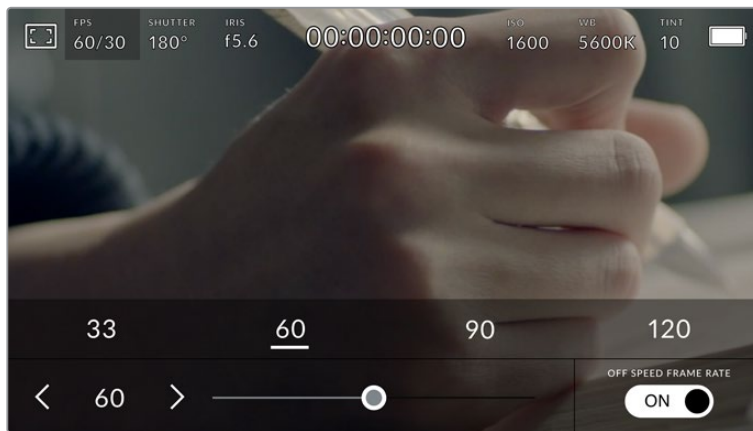 FPS SHUTTER IRIS ISO WB TINT
60/30 180° f5.6 00:00:00:00 1600 5600K 10
33 60 90 120
OFF SPEED FRAME RATE
60 ON